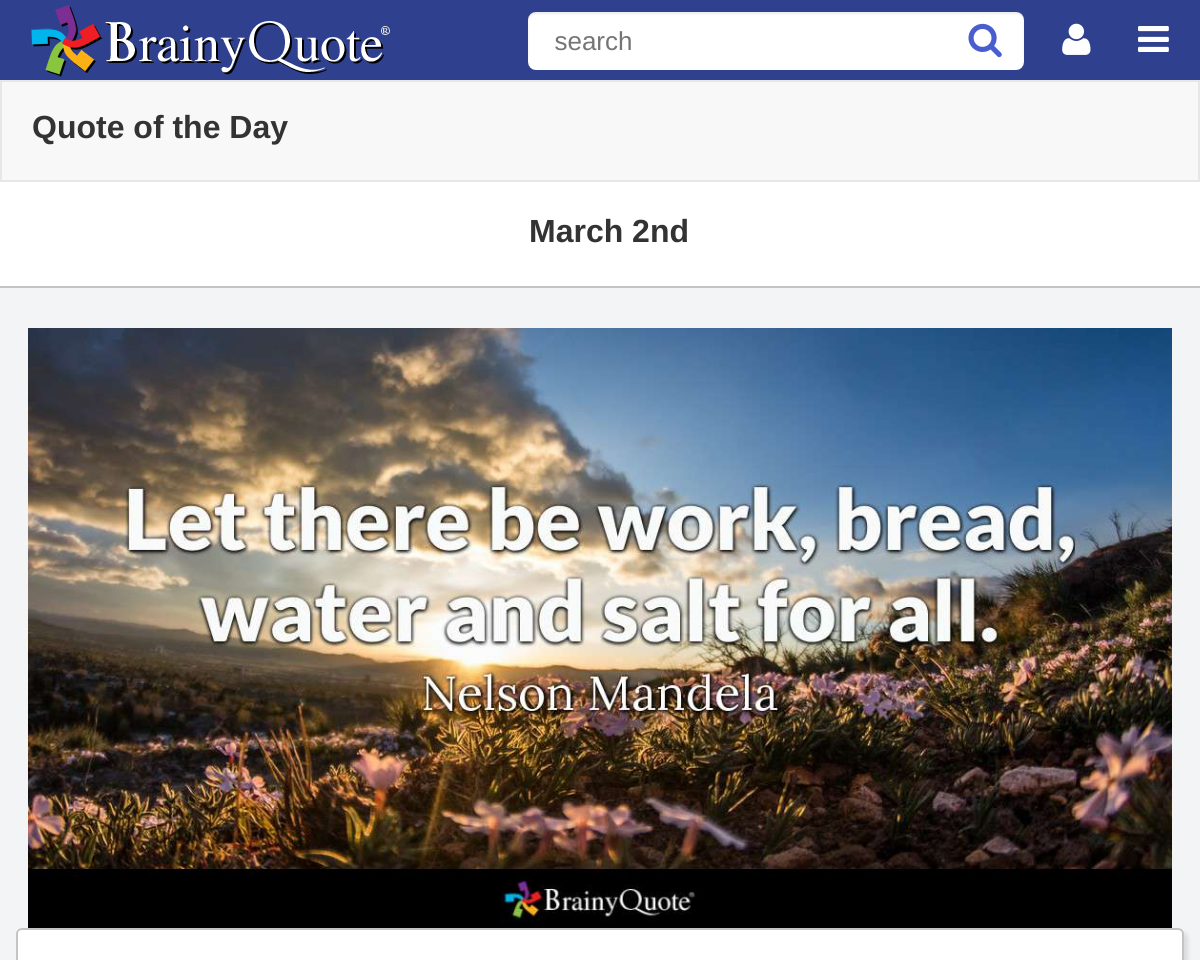 BrainyQuote®
search
Quote of the Day
March 2nd
Let there be work, bread,
water and salt for all.
Nelson Mandela
BrainyQuote®